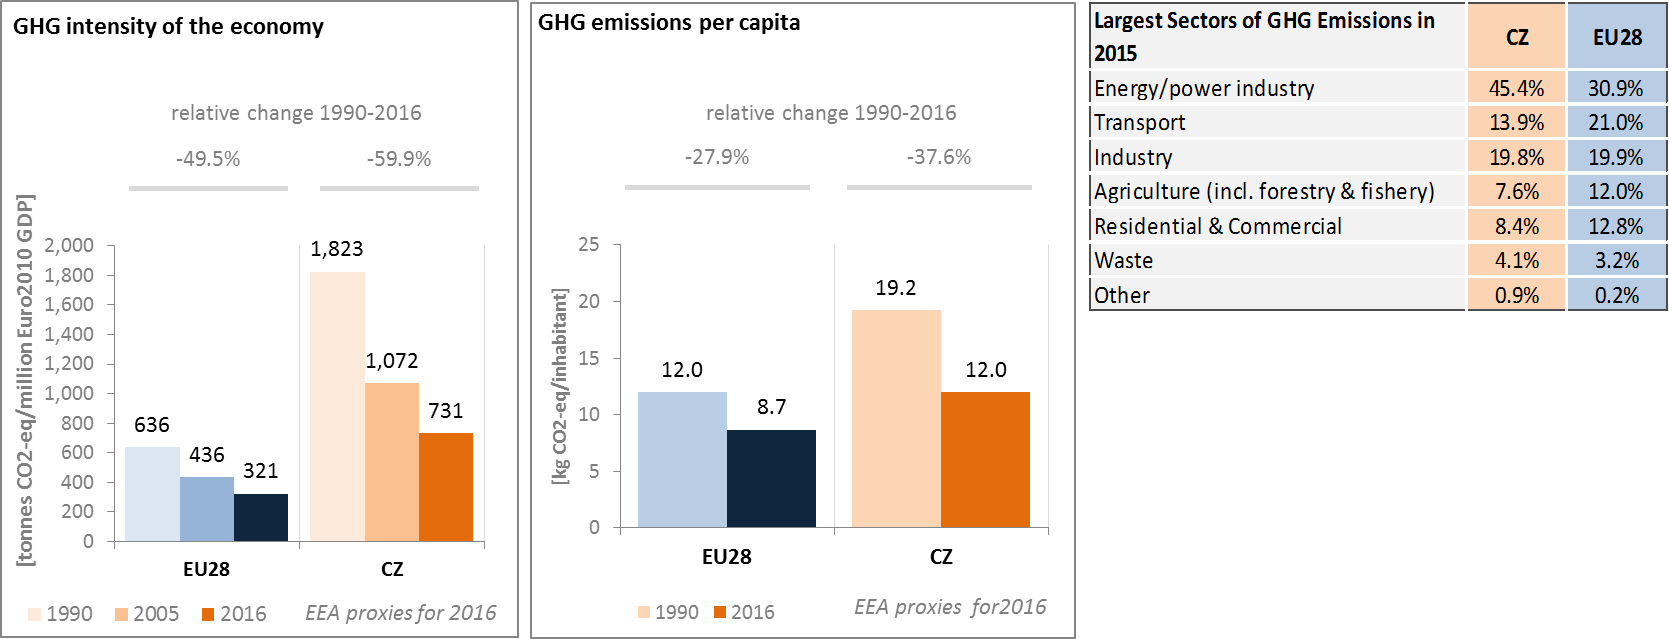 GHG intensity of the economy
relative change 1990-2016
-49.5% -59.9%
[tonnes CO2-eq/million Euro2010 GDP]
2,000
1,800
1,600
1,400
1,200
1,000
800
600
400
200
0
636
436
321
1,823
1,072
731
EU28 CZ
1990 2005 2016
EEA proxies for 2016
GHG emissions per capita
relative change 1990-2016
-27.9% -37.6%
[kg CO2-eq/inhabitant]
25
20
15
10
5
0
12.0
8.7
19.2
12.0
EU28 CZ
1990 2016
EEA proxies for2016
Largest Sectors of GHG Emissions in
2015
CZ EU28
Energy/power industry 45.4% 30.9%
Transport 13.9% 21.0%
Industry 19.8% 19.9%
Agriculture (incl. forestry & fishery) 7.6% 12.0%
Residential & Commercial 8.4% 12.8%
Waste 4.1% 3.2%
Other 0.9% 0.2%